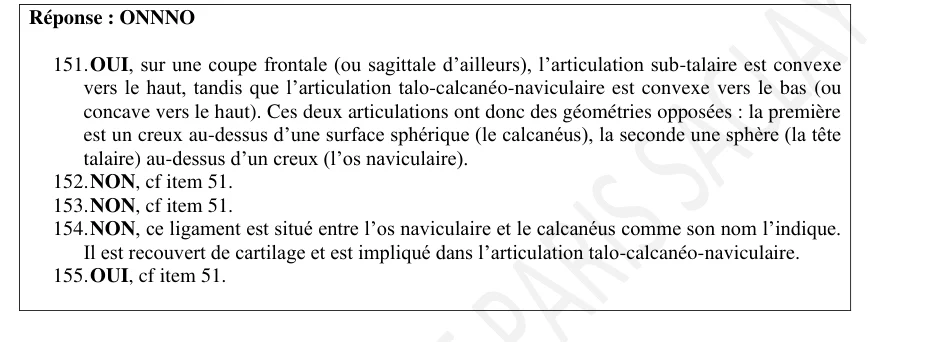 Réponse : ONNNO
151. OUI, sur une coupe frontale (ou sagittale d’ailleurs), l’articulation sub-talaire est convexe
vers le haut, tandis que l’articulation talo-calcanéo-naviculaire est convexe vers le bas (ou
concave vers le haut). Ces deux articulations ont donc des géométries opposées : la première
est un creux au-dessus d’une surface sphérique (le calcanéus), la seconde une sphère (la tête
talaire) au-dessus d’un creux (l’os naviculaire).
152. NON, cf item 51.
153. NON, cf item 51.
154. NON, ce ligament est situé entre l’os naviculaire et le calcanéus comme son nom l’indique.
Il est recouvert de cartilage et est impliqué dans l’articulation talo-calcanéo-naviculaire.
155. OUI, cf item 51.
PARIS SACLAY